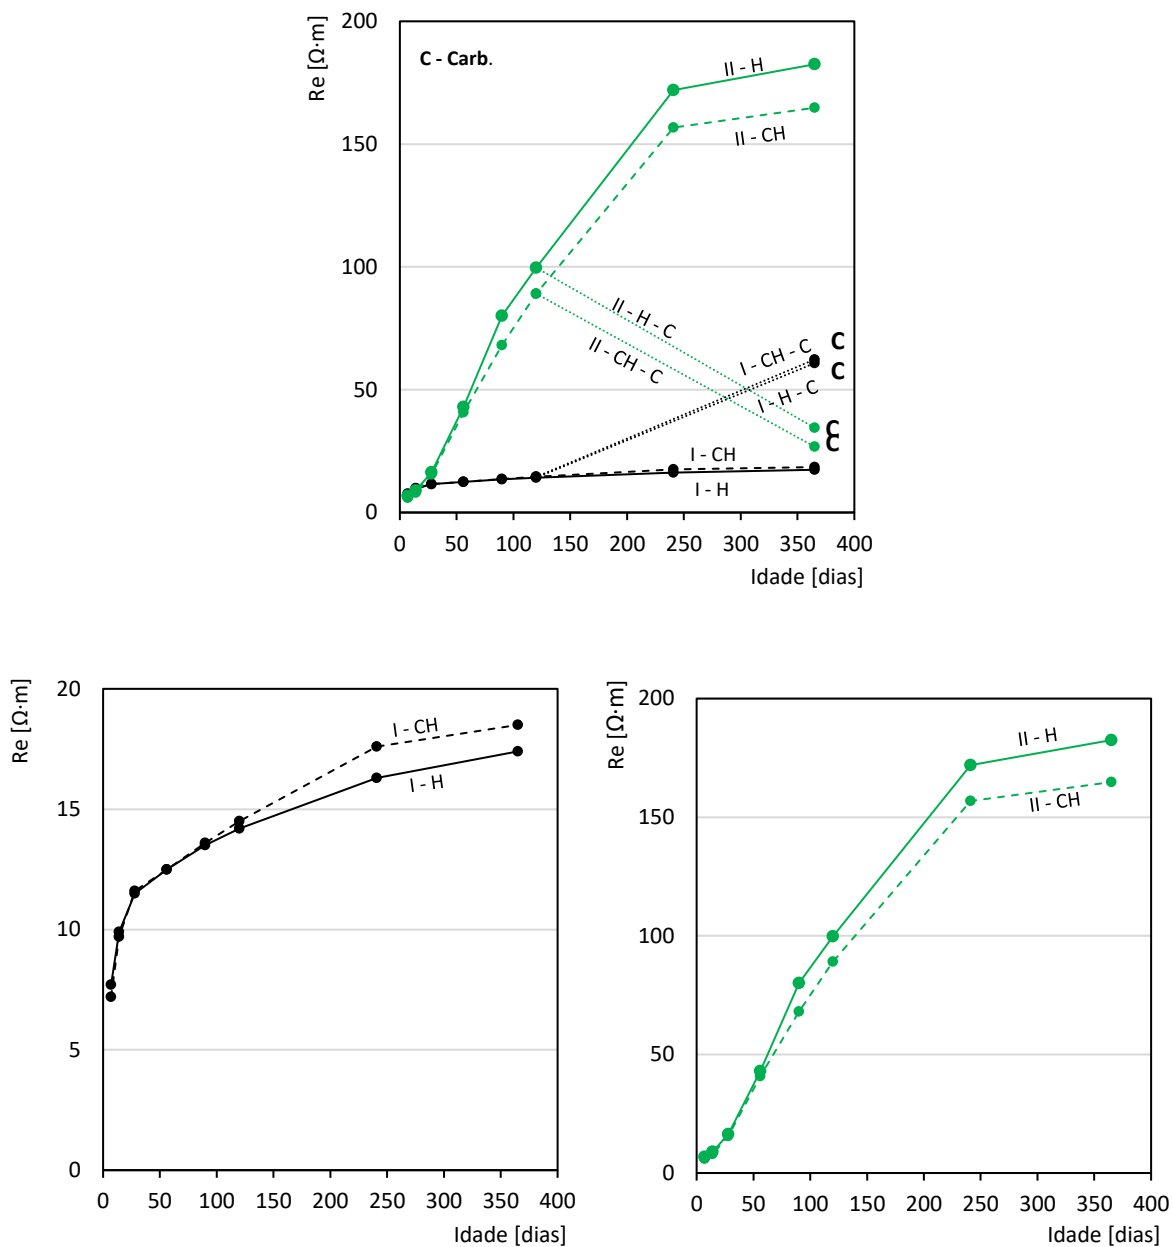 Re [Ω·m]
200
150
100
50
0
C - Carb.
II - H
II - CH
II - H - C
II - CH - C
I - CH - C
I - H - C
C
C
C
C
I - CH
I - H
0 50 100 150 200 250 300 350 400
Idade [dias]
Re [Ω·m]
20
15
10
5
0
I - CH
I - H
0 50 100 150 200 250 300 350 400
Idade [dias]
Re [Ω·m]
200
150
100
50
0
II - H
II - CH
0 50 100 150 200 250 300 350 400
Idade [dias]